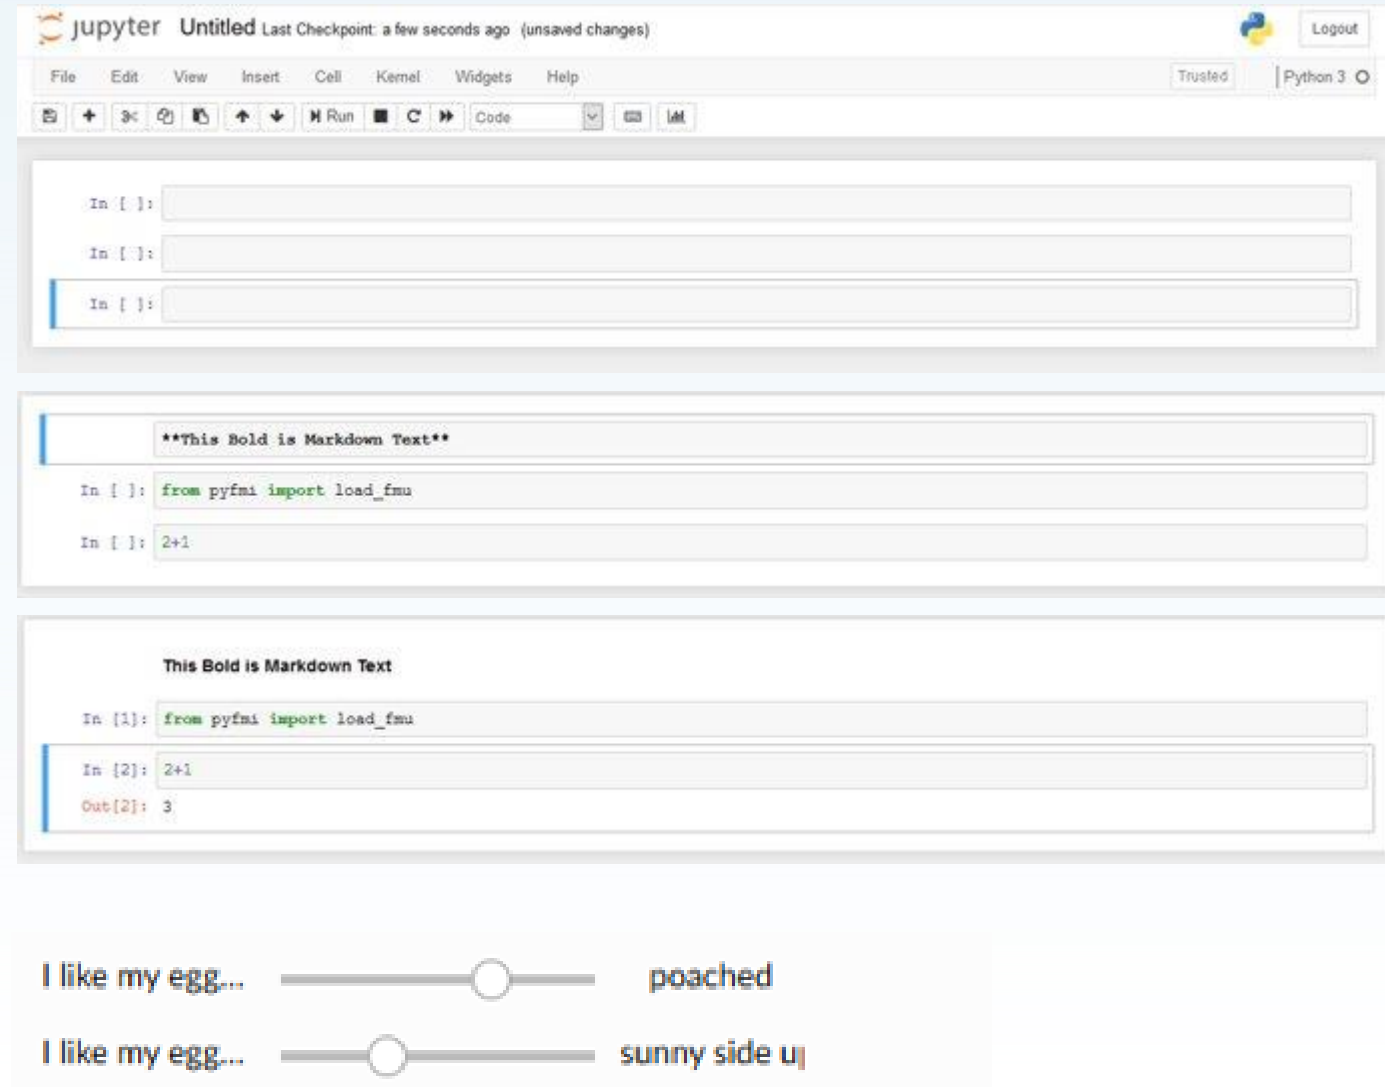 jupyter Untitled Last Checkpoint: a few seconds ago (unsaved changes) Logout
File Edit View Insert Cell Kernel Widgets Help Trusted Python 3
Run Code
In [ ]:
In [ ]:
In [ ]:
**This Bold is Markdown Text**
In [ ]: from pyfmi import load_fmu
In [ ]: 2+1
This Bold is Markdown Text
In [1]: from pyfmi import load_fmu
In [2]: 2+1
Out[2]: 3
I like my egg... poached
I like my egg... sunny side up